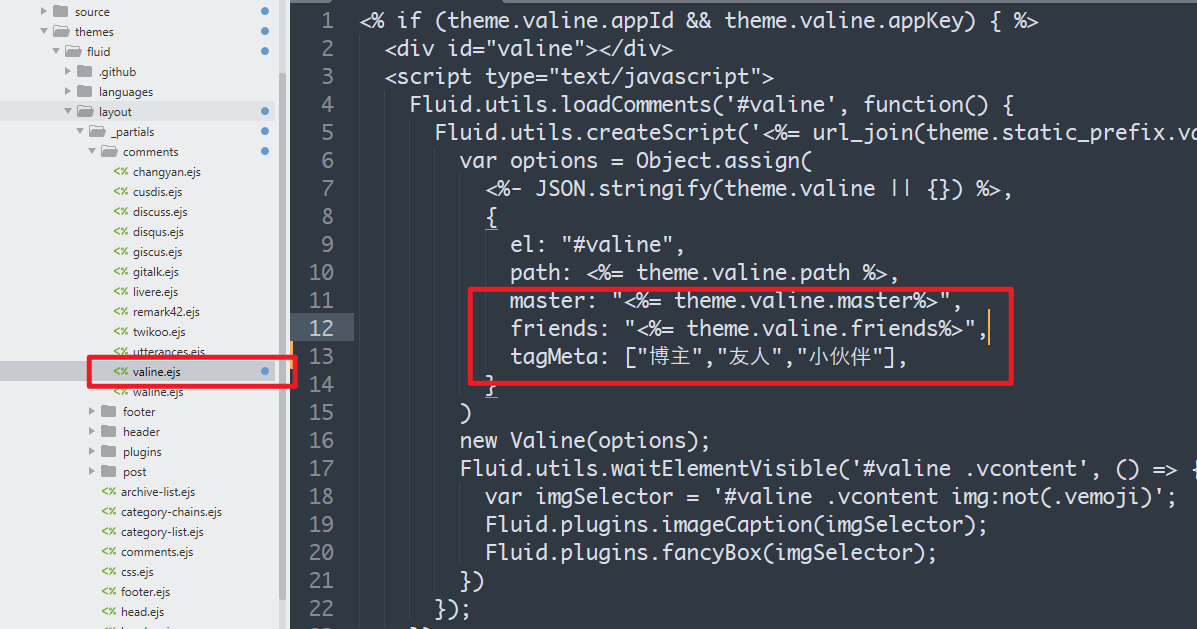 source
themes
fluid
.github
languages
layout
_partials
comments
changyan.ejs
cusdis.ejs
discuss.ejs
disqus.ejs
giscus.ejs
gitalk.ejs
livere.ejs
remark42.ejs
twikoo.ejs
utterances.ejs
valine.ejs
waline.ejs
footer
header
plugins
post
archive-list.ejs
category-chains.ejs
category-list.ejs
comments.ejs
css.ejs
footer.ejs
head.ejs
1 <% if (theme.valine.appId && theme.valine.appKey) { %>
2 <div id="valine"></div>
3 <script type="text/javascript">
4 Fluid.utils.loadComments('#valine', function() {
5 Fluid.utils.createScript('<%= url_join(theme.static_prefix.va
6 var options = Object.assign(
7 <%- JSON.stringify(theme.valine || {}) %>,
8 {
9 el: "#valine",
10 path: <%= theme.valine.path %>,
11 master: "<%= theme.valine.master%>",
12 friends: "<%= theme.valine.friends%>",
13 tagMeta: ["博主","友人","小伙伴"],
14 }
15 )
16 new Valine(options);
17 Fluid.utils.waitElementVisible('#valine .vcontent', () => {
18 var imgSelector = '#valine .vcontent img:not(.vemoji)';
19 Fluid.plugins.imageCaption(imgSelector);
20 Fluid.plugins.fancyBox(imgSelector);
21 })
22 });